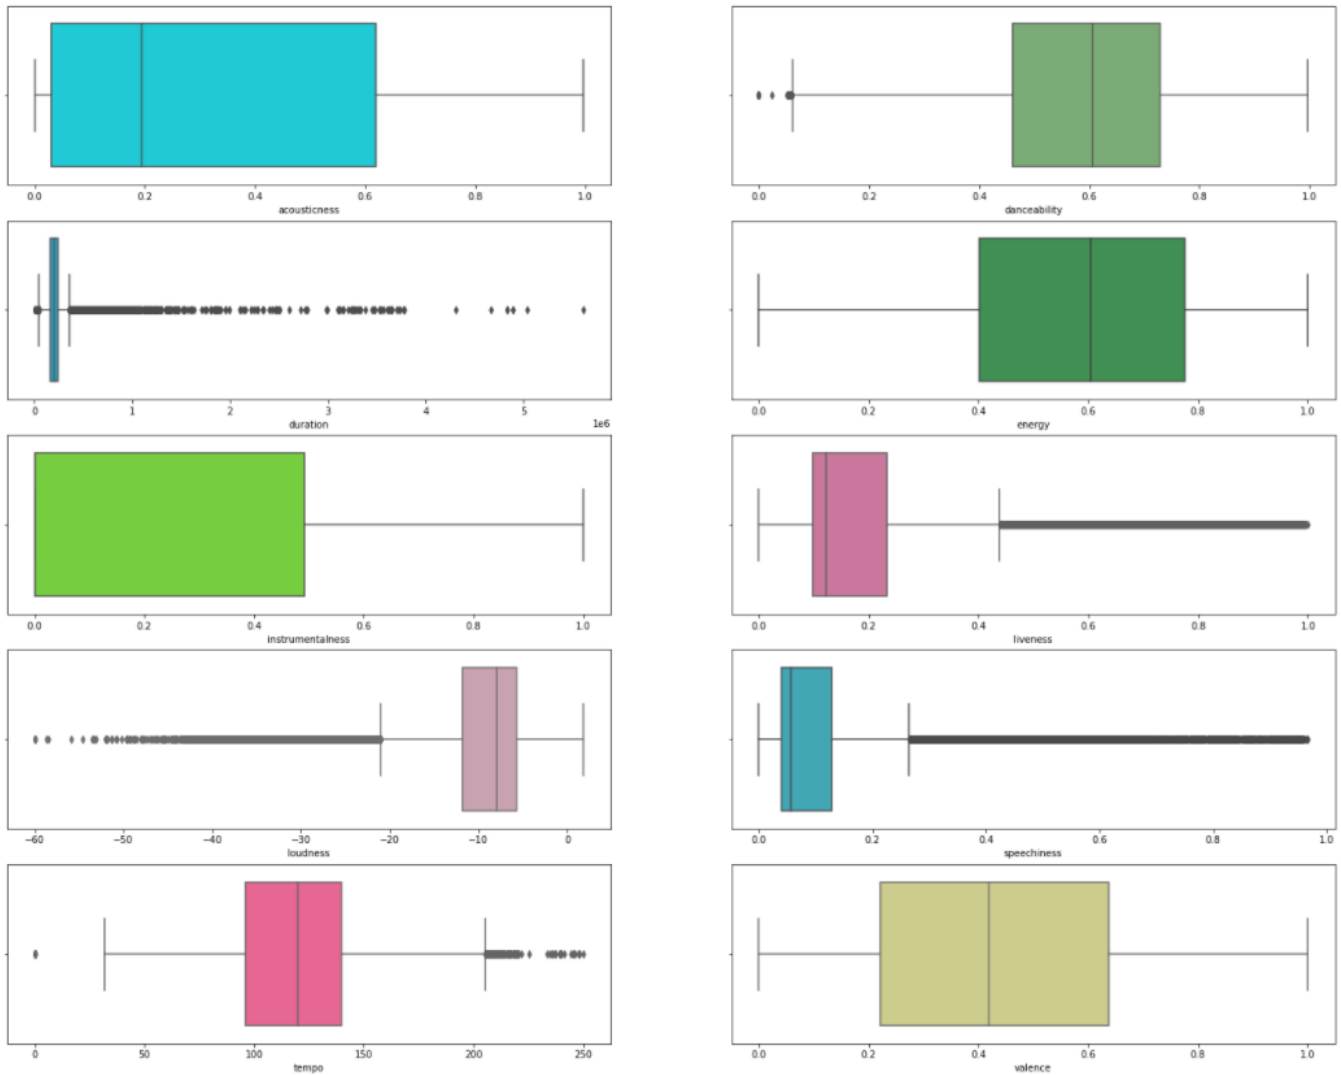 0.0 0.2 0.4 0.6 0.8 1.0
acousticness
0.0 0.2 0.4 0.6 0.8 1.0
danceability
0 1 2 3 4 5
duration 1e6
0.0 0.2 0.4 0.6 0.8 1.0
energy
0.0 0.2 0.4 0.6 0.8 1.0
instrumentalness
0.0 0.2 0.4 0.6 0.8 1.0
liveness
−60 −50 −40 −30 −20 −10 0
loudness
0.0 0.2 0.4 0.6 0.8 1.0
speechiness
0 50 100 150 200 250
tempo
0.0 0.2 0.4 0.6 0.8 1.0
valence